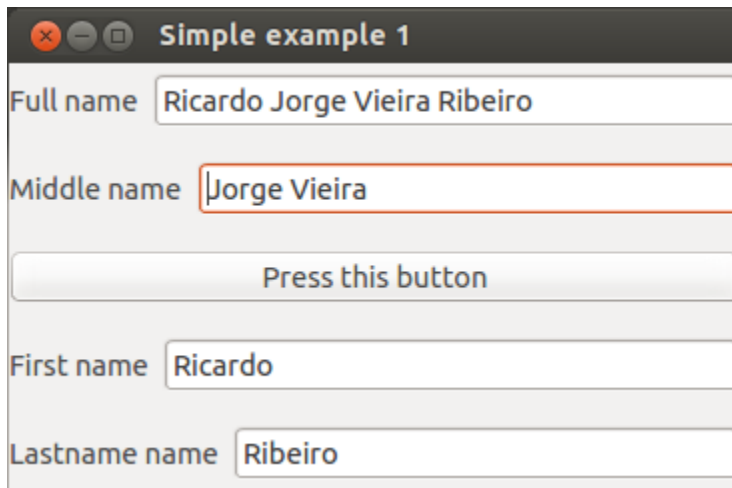 Simple example 1
Full name Ricardo Jorge Vieira Ribeiro
Middle name Jorge Vieira
Press this button
First name Ricardo
Lastname name Ribeiro